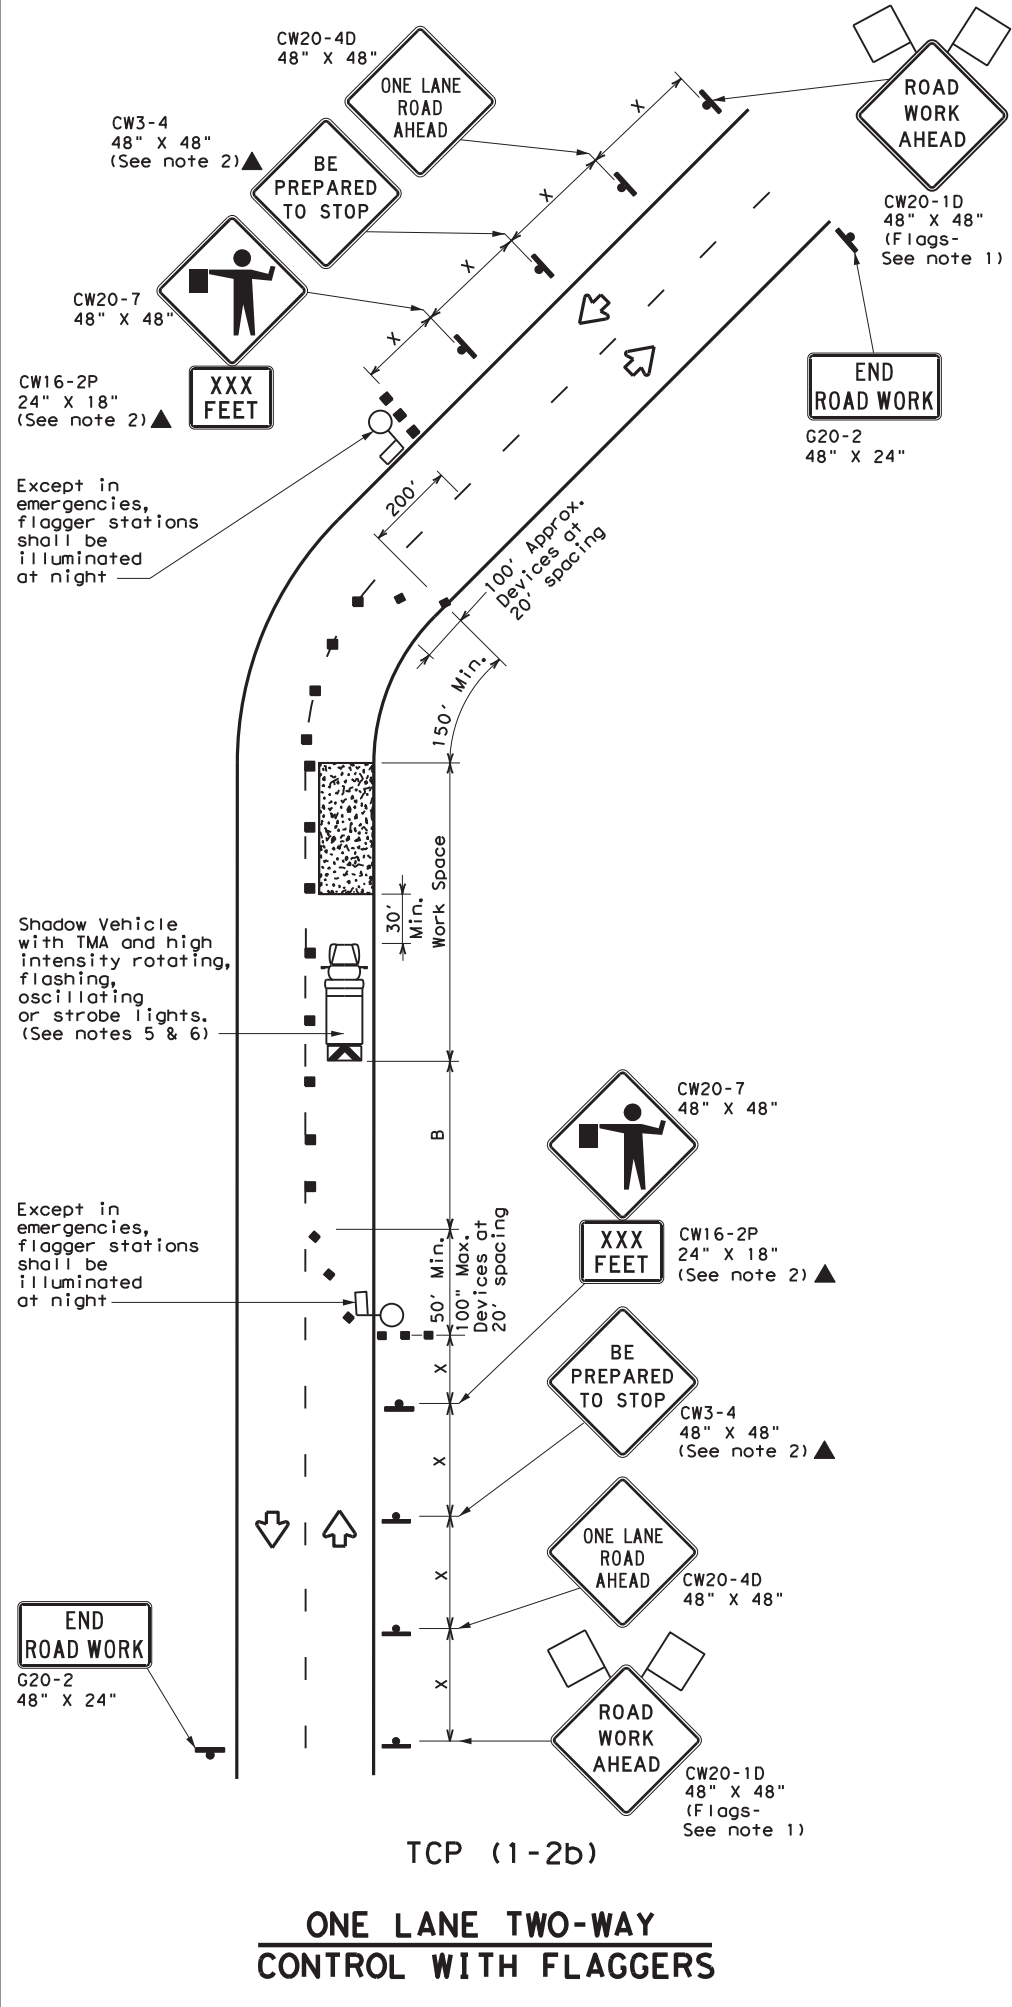 CW20-4D
48" X 48"
ONE LANE
ROAD
AHEAD
ROAD
WORK
AHEAD
CW20-1D
48" X 48"
(Flags-
See note 1)
CW3-4
48" X 48"
(See note 2)
BE
PREPARED
TO STOP
X
X
X
X
CW20-7
48" X 48"
CW16-2P
24" X 18"
(See note 2)
XXX
FEET
END
ROAD WORK
G20-2
48" X 24"
Except in
emergencies,
flagger stations
shall be
illuminated
at night
200'
100' Approx.
Devices at
20' spacing
150' Min.
Work Space
30'
Min.
Shadow Vehicle
with TMA and high
intensity rotating,
flashing,
oscillating
or strobe lights.
(See notes 5 & 6)
B
CW20-7
48" X 48"
XXX
FEET
CW16-2P
24" X 18"
(See note 2)
Except in
emergencies,
flagger stations
shall be
illuminated
at night
50' Min.
100" Max.
Devices at
20' spacing
X
BE
PREPARED
TO STOP
CW3-4
48" X 48"
(See note 2)
X
ONE LANE
ROAD
AHEAD
CW20-4D
48" X 48"
X
END
ROAD WORK
G20-2
48" X 24"
X
ROAD
WORK
AHEAD
CW20-1D
48" X 48"
(Flags-
See note 1)
TCP (1-2b)
ONE LANE TWO-WAY
CONTROL WITH FLAGGERS